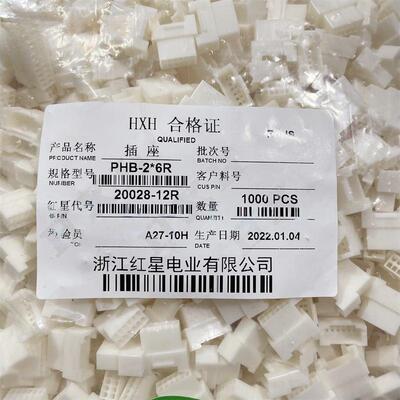 HXH 合格证
QUALIFIED
产品名称 插座 批次号
PRODUCT NAME BATCH NO
规格型号 PHB-2*6R 客户料号
NUMBER CUS P/N
红星代号 20028-12R 数量 1000 PCS
P/N QUANTITY
检验员 A27-10H 生产日期 2022.01.04
DATE
浙江红星电业有限公司